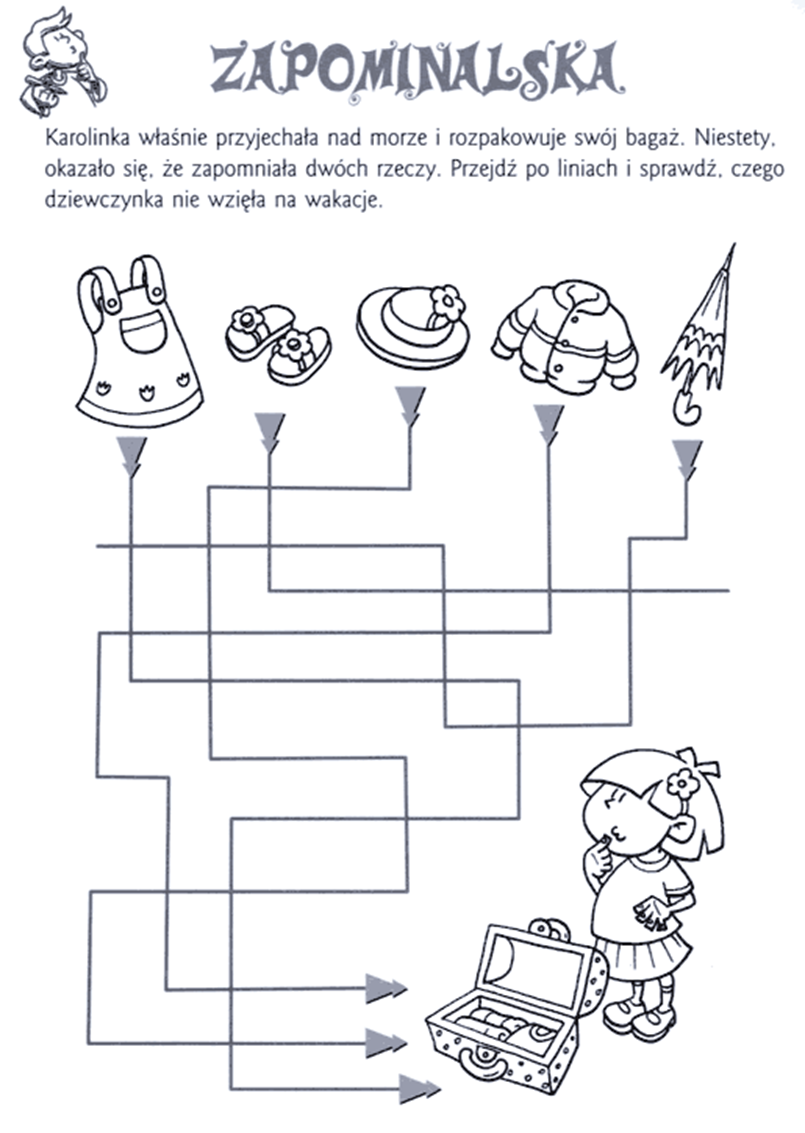 ZAPOMINALSKA
Karolinka właśnie przyjechała nad morze i rozpakowuje swój bagaż. Niestety,
okazało się, że zapomniała dwóch rzeczy. Przejdź po liniach i sprawdź, czego
dziewczynka nie wzięła na wakacje.